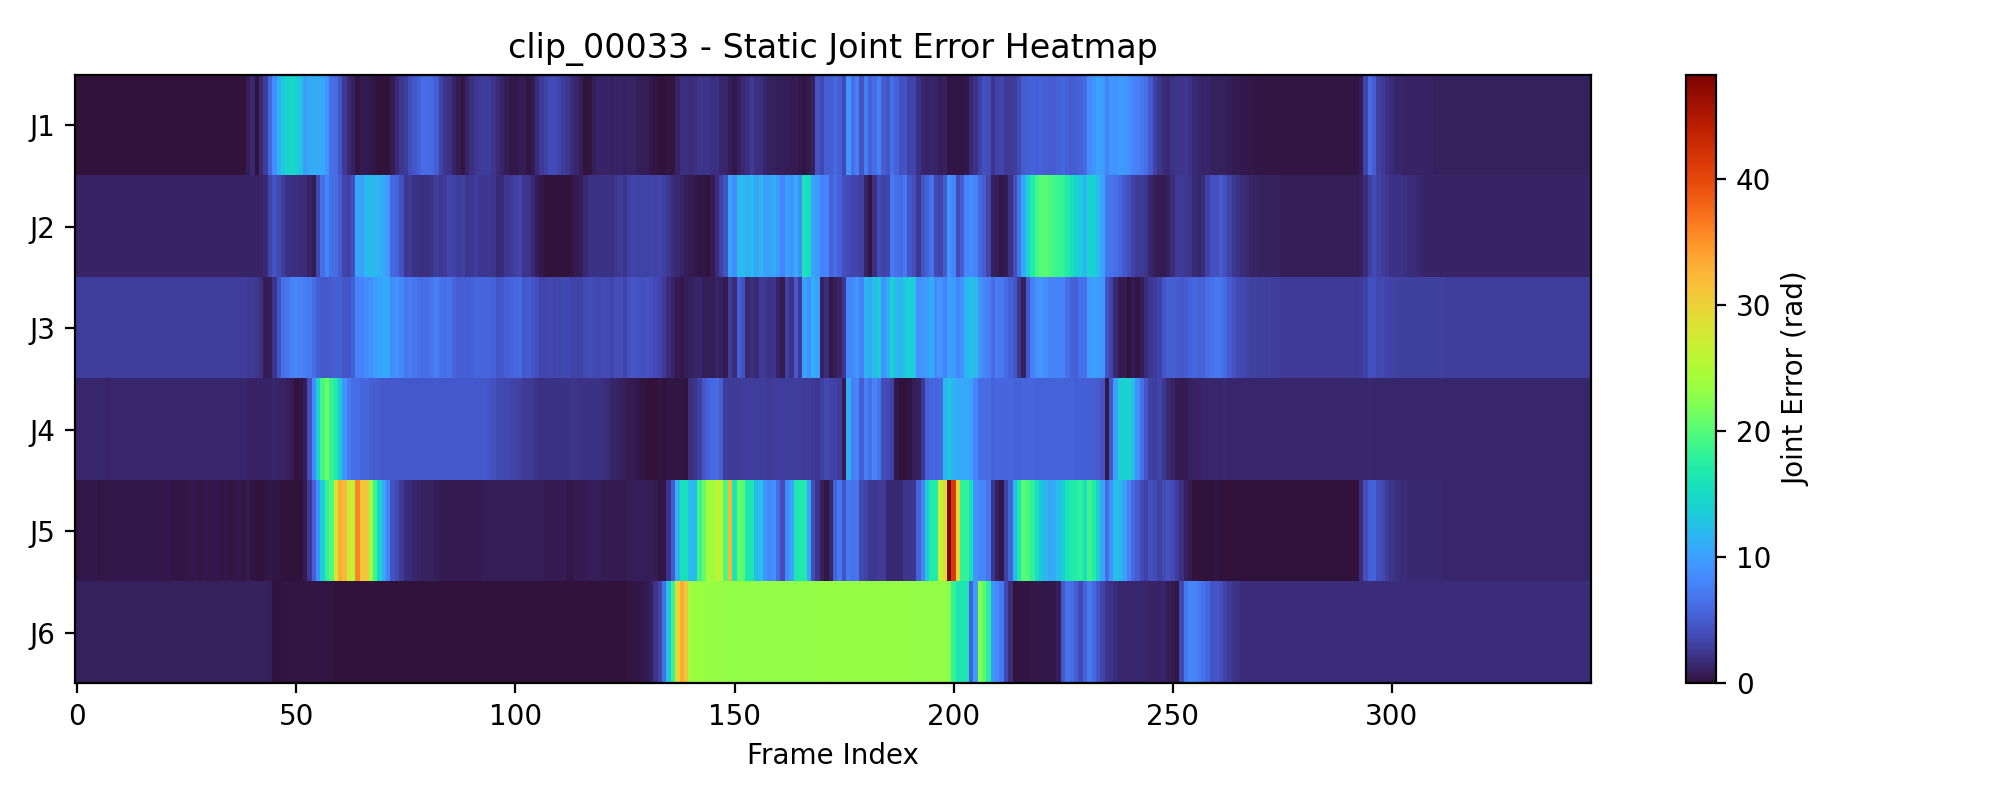 clip_00033 - Static Joint Error Heatmap
J1
J2
J3
J4
J5
J6
0 50 100 150 200 250 300
Frame Index
40
30
20
10
0
Joint Error (rad)